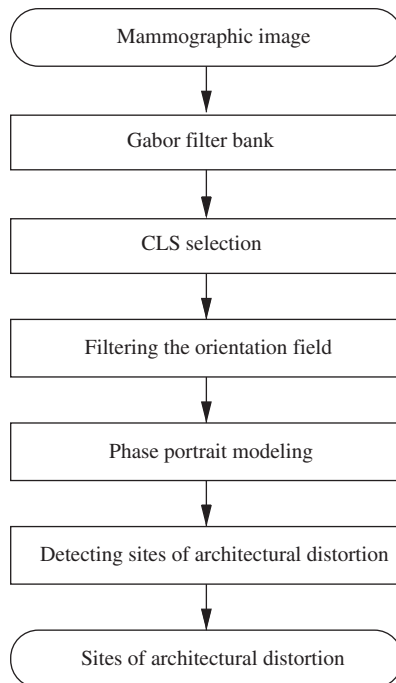 Mammographic image
Gabor filter bank
CLS selection
Filtering the orientation field
Phase portrait modeling
Detecting sites of architectural distortion
Sites of architectural distortion